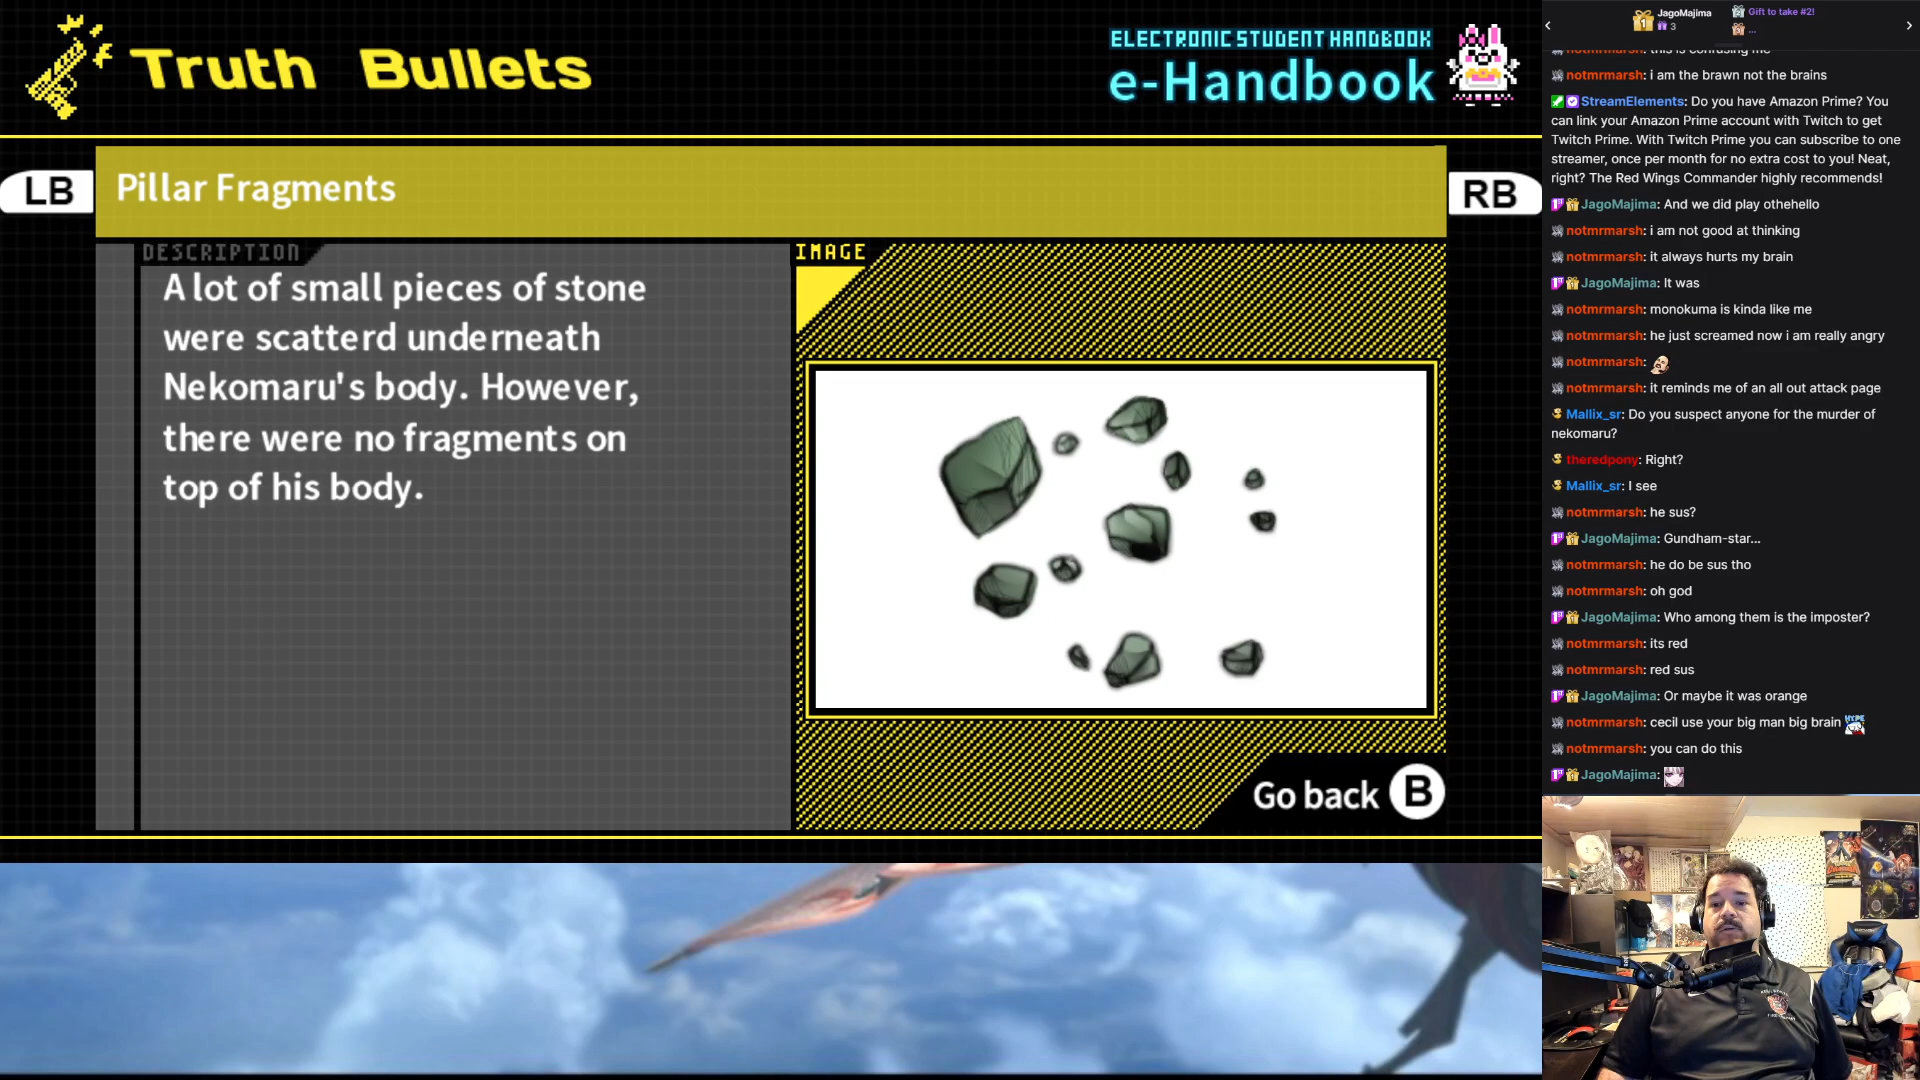 Truth Bullets
ELECTRONIC STUDENT HANDBOOK
e-Handbook
LB
Pillar Fragments
RB
DESCRIPTION
A lot of small pieces of stone
were scatterd underneath
Nekomaru's body. However,
there were no fragments on
top of his body.
IMAGE
Go back B
JagoMajima
3
Gift to take #2!
...
notmrmarsh: this is confusing me
notmrmarsh: i am the brawn not the brains
StreamElements: Do you have Amazon Prime? You
can link your Amazon Prime account with Twitch to get
Twitch Prime. With Twitch Prime you can subscribe to one
streamer, once per month for no extra cost to you! Neat,
right? The Red Wings Commander highly recommends!
JagoMajima: And we did play othehello
notmrmarsh: i am not good at thinking
notmrmarsh: it always hurts my brain
JagoMajima: It was
notmrmarsh: monokuma is kinda like me
notmrmarsh: he just screamed now i am really angry
notmrmarsh:
notmrmarsh: it reminds me of an all out attack page
Mallix_sr: Do you suspect anyone for the murder of
nekomaru?
theredpony: Right?
Mallix_sr: I see
notmrmarsh: he sus?
JagoMajima: Gundham-star...
notmrmarsh: he do be sus tho
notmrmarsh: oh god
JagoMajima: Who among them is the imposter?
notmrmarsh: its red
notmrmarsh: red sus
JagoMajima: Or maybe it was orange
notmrmarsh: cecil use your big man big brain HYPE
notmrmarsh: you can do this
JagoMajima: